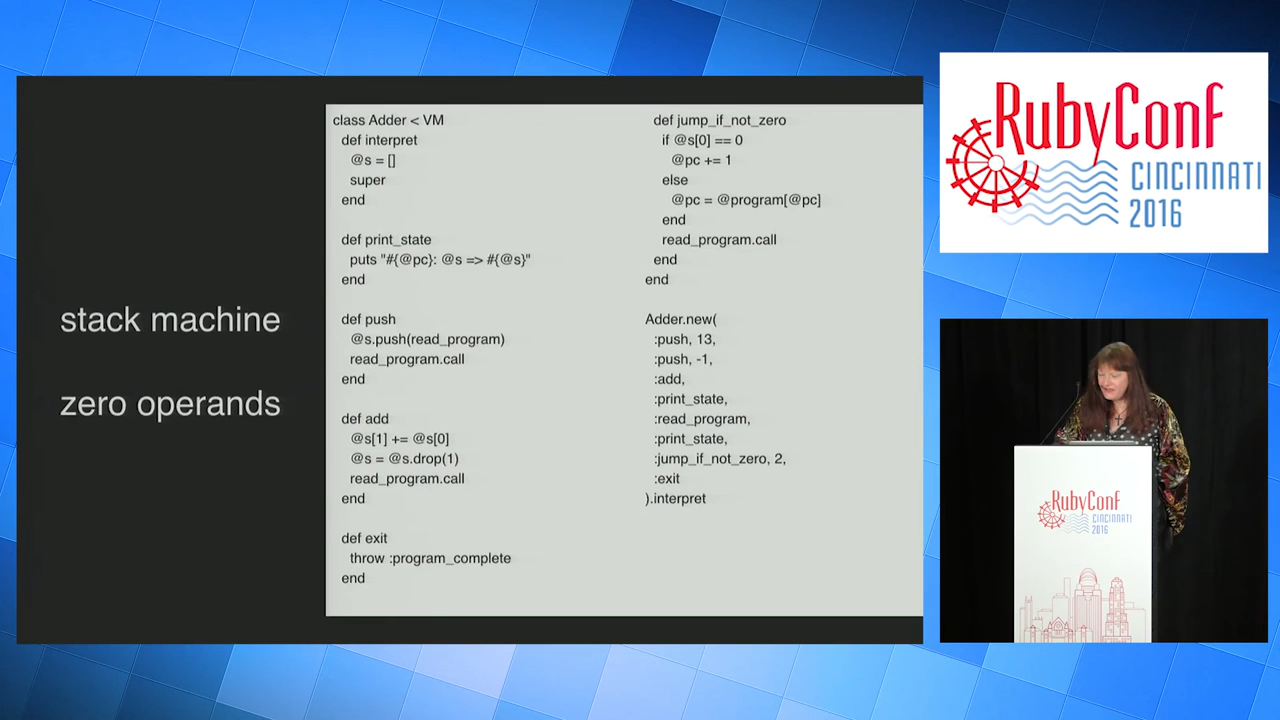 stack machine
zero operands
class Adder < VM
def interpret
@s = []
super
end
def print_state
puts "#{@pc}: @s => #{@s}"
end
def push
@s.push(read_program)
read_program.call
end
def add
@s[1] += @s[0]
@s = @s.drop(1)
read_program.call
end
def exit
throw :program_complete
end
def jump_if_not_zero
if @s[0] == 0
@pc += 1
else
@pc = @program[@pc]
end
read_program.call
end
end
Adder.new(
:push, 13,
:push, -1,
:add,
:print_state,
:read_program,
:print_state,
:jump_if_not_zero, 2,
:exit
).interpret
RubyConf
CINCINNATI
2016
RubyConf
CINCINNATI
2016